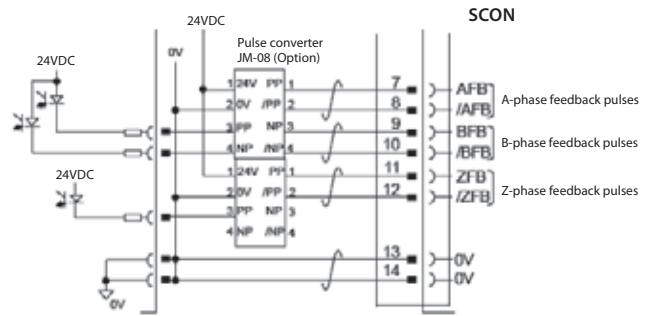 SCON
24VDC
0V
Pulse converter
JM-08 (Option)
24VDC
1 24V PP 1
2 0V /PP 2
3 PP NP 3
4 NP /NP 4
7 AFB
8 /AFB
A-phase feedback pulses
9 BFB
10 /BFB
B-phase feedback pulses
24VDC
1 24V PP 1
2 0V /PP 2
3 PP NP 3
4 NP /NP 4
11 ZFB
12 /ZFB
Z-phase feedback pulses
13 0V
14 0V
0V